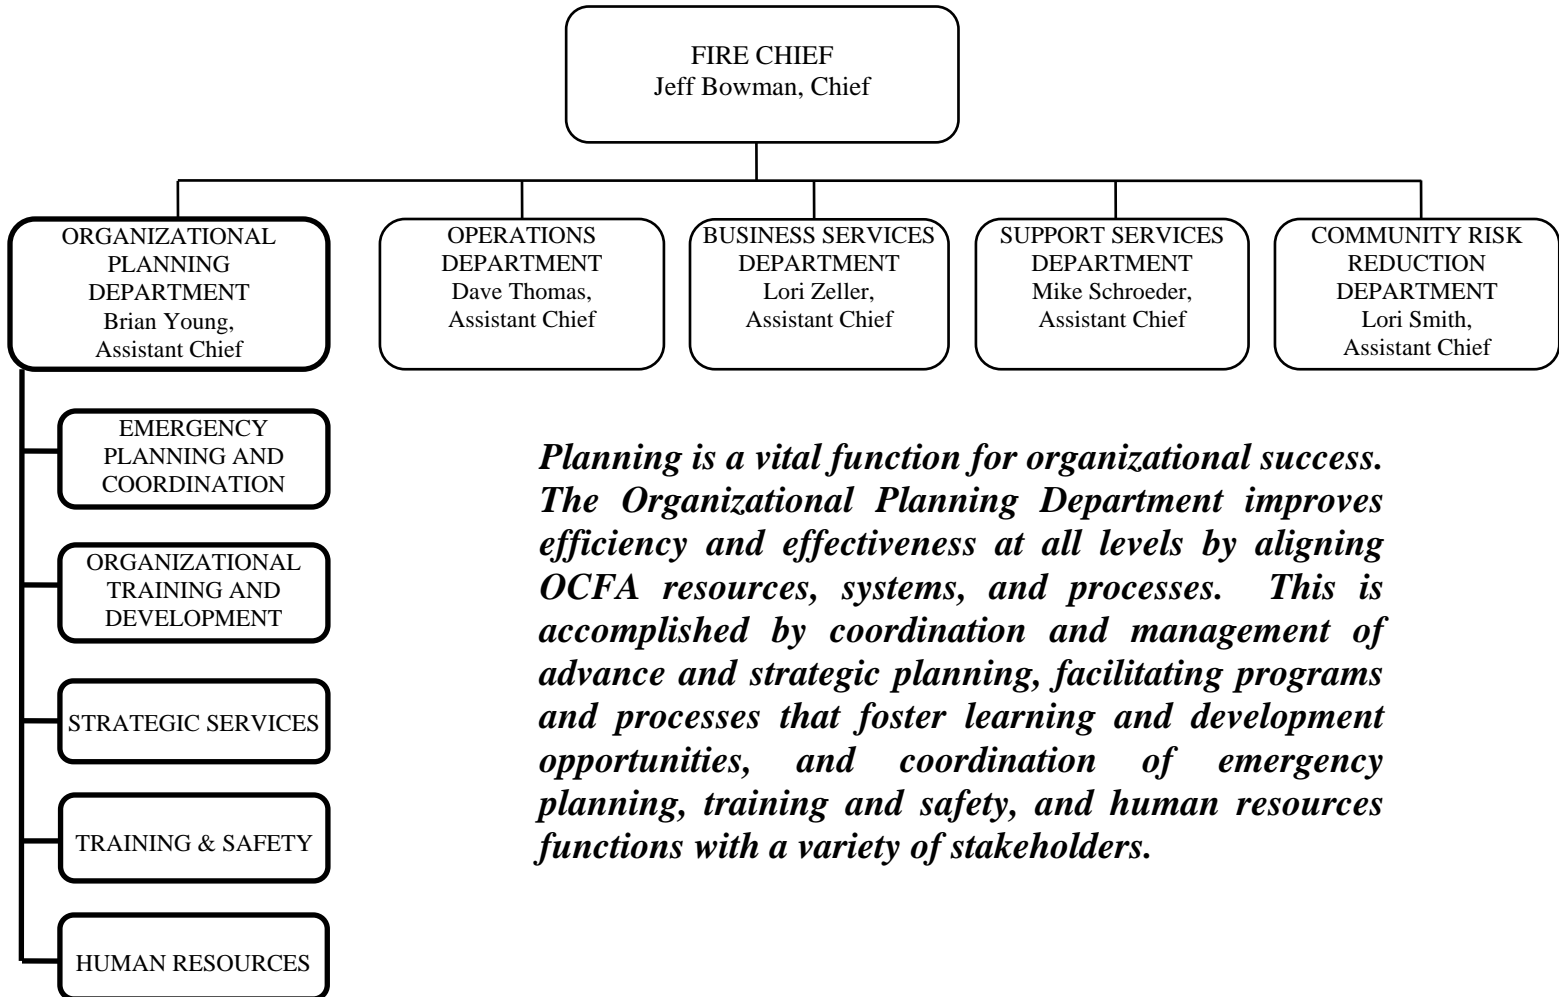 FIRE CHIEF
Jeff Bowman, Chief
ORGANIZATIONAL
PLANNING
DEPARTMENT
Brian Young,
Assistant Chief
OPERATIONS
DEPARTMENT
Dave Thomas,
Assistant Chief
BUSINESS SERVICES
DEPARTMENT
Lori Zeller,
Assistant Chief
SUPPORT SERVICES
DEPARTMENT
Mike Schroeder,
Assistant Chief
COMMUNITY RISK
REDUCTION
DEPARTMENT
Lori Smith,
Assistant Chief
EMERGENCY
PLANNING AND
COORDINATION
ORGANIZATIONAL
TRAINING AND
DEVELOPMENT
STRATEGIC SERVICES
TRAINING & SAFETY
HUMAN RESOURCES
Planning is a vital function for organizational success.
The Organizational Planning Department improves
efficiency and effectiveness at all levels by aligning
OCFA resources, systems, and processes. This is
accomplished by coordination and management of
advance and strategic planning, facilitating programs
and processes that foster learning and development
opportunities, and coordination of emergency
planning, training and safety, and human resources
functions with a variety of stakeholders.